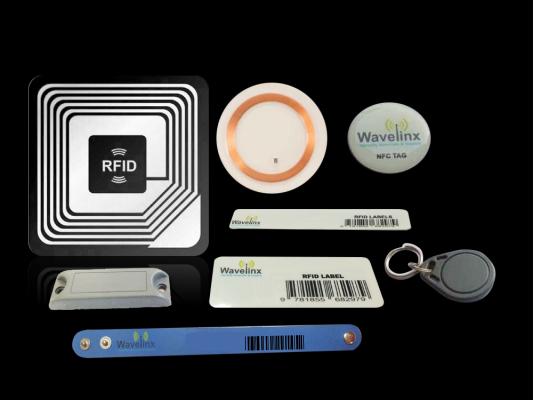 RFID
Wavelinx
NFC TAG
Wavelinx
RFID LABELS
Wavelinx
RFID LABEL
9 781855 682979
Wavelinx